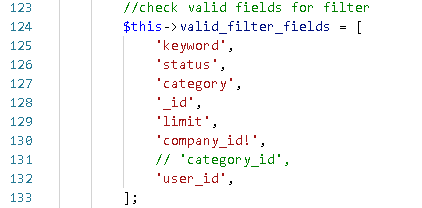 123 //check valid fields for filter
124 $this->valid_filter_fields = [
125 'keyword',
126 'status',
127 'category',
128 '_id',
129 'limit',
130 'company_id!',
131 // 'category_id',
132 'user_id',
133 ];